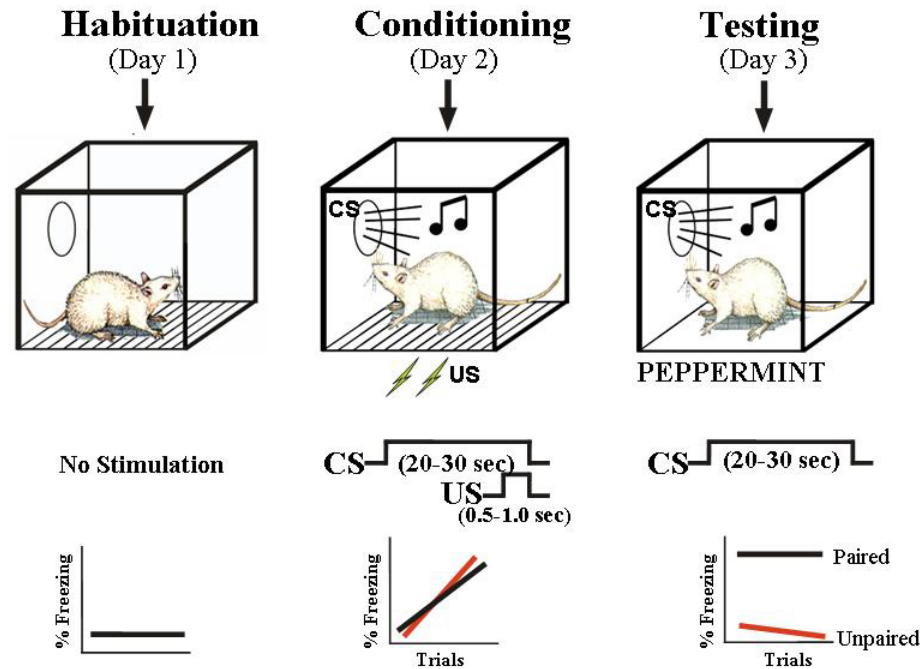 Habituation
(Day 1)
Conditioning
(Day 2)
Testing
(Day 3)
CS
US
CS
PEPPERMINT
No Stimulation
CS
(20-30 sec)
US
(0.5-1.0 sec)
CS
(20-30 sec)
% Freezing
% Freezing
Trials
% Freezing
Trials
Paired
Unpaired